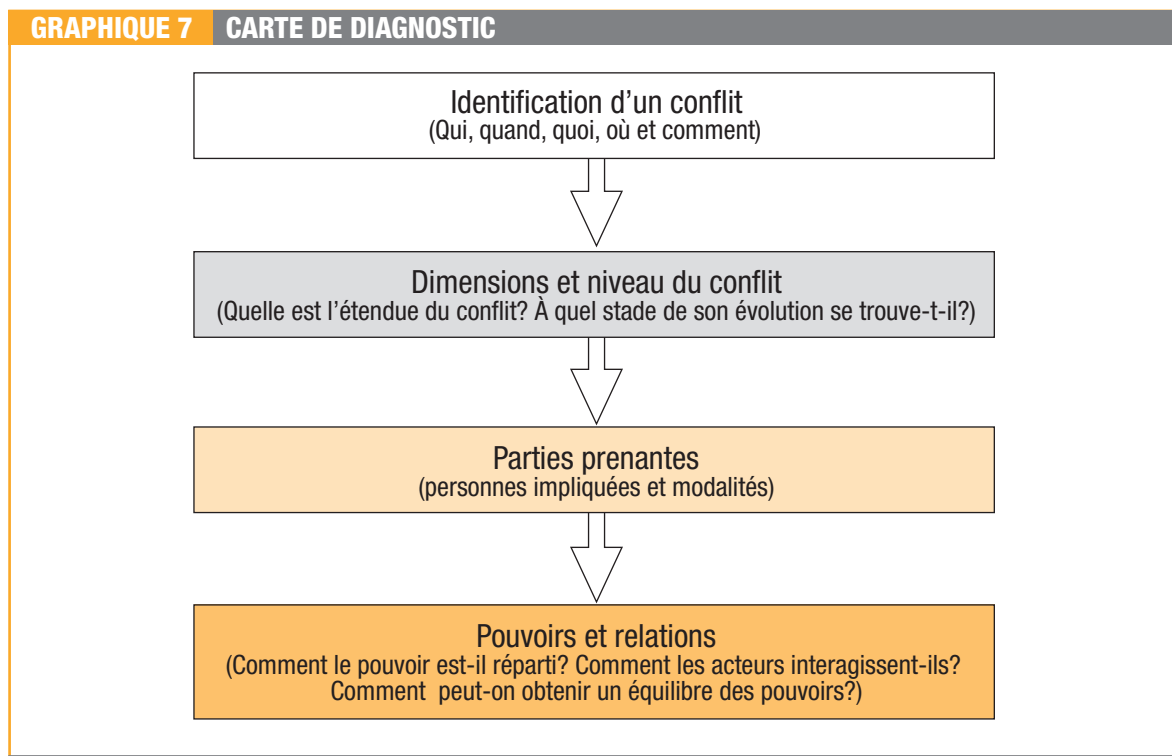 GRAPHIQUE 7 CARTE DE DIAGNOSTIC
Identification d'un conflit
(Qui, quand, quoi, où et comment)
Dimensions et niveau du conflit
(Quelle est l'étendue du conflit? À quel stade de son évolution se trouve-t-il?)
Parties prenantes
(personnes impliquées et modalités)
Pouvoirs et relations
(Comment le pouvoir est-il réparti? Comment les acteurs interagissent-ils?
Comment peut-on obtenir un équilibre des pouvoirs?)